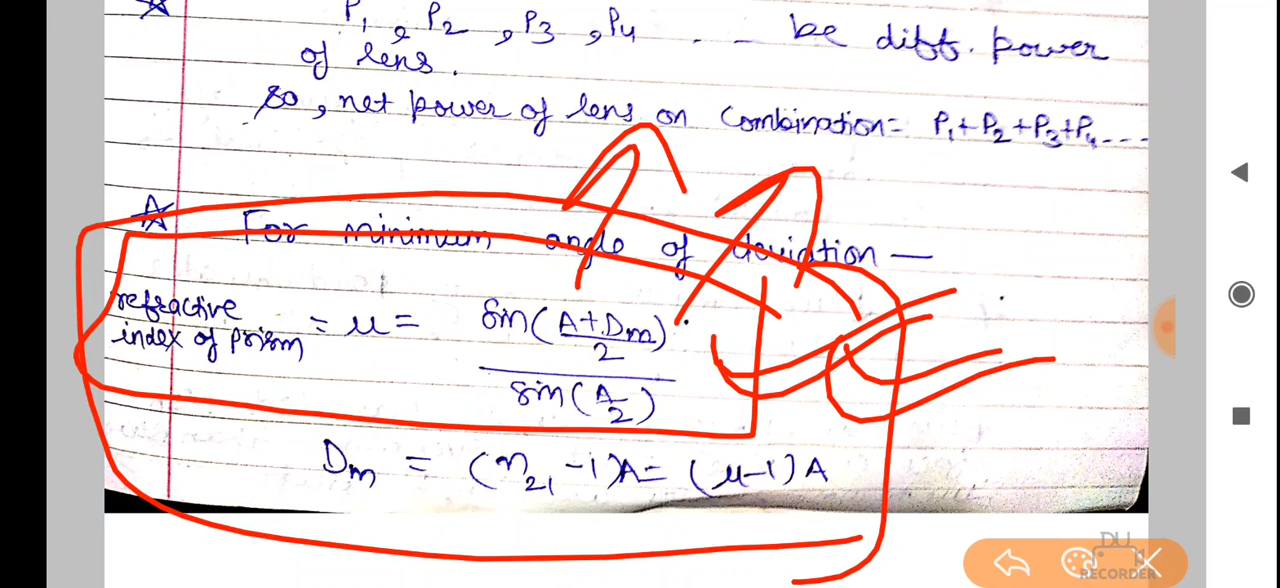 P1, P2, P3, P4 . . – be diff. power
of lens.
so, net power of lens on combination = P1+P2+P3+P4...
For minimum angle of deviation —
refractive
index of prism = μ = sin(A+Dm/2)
sin(A/2)
Dm = (n21 -1)A = (μ-1)A
DU
RECORDER